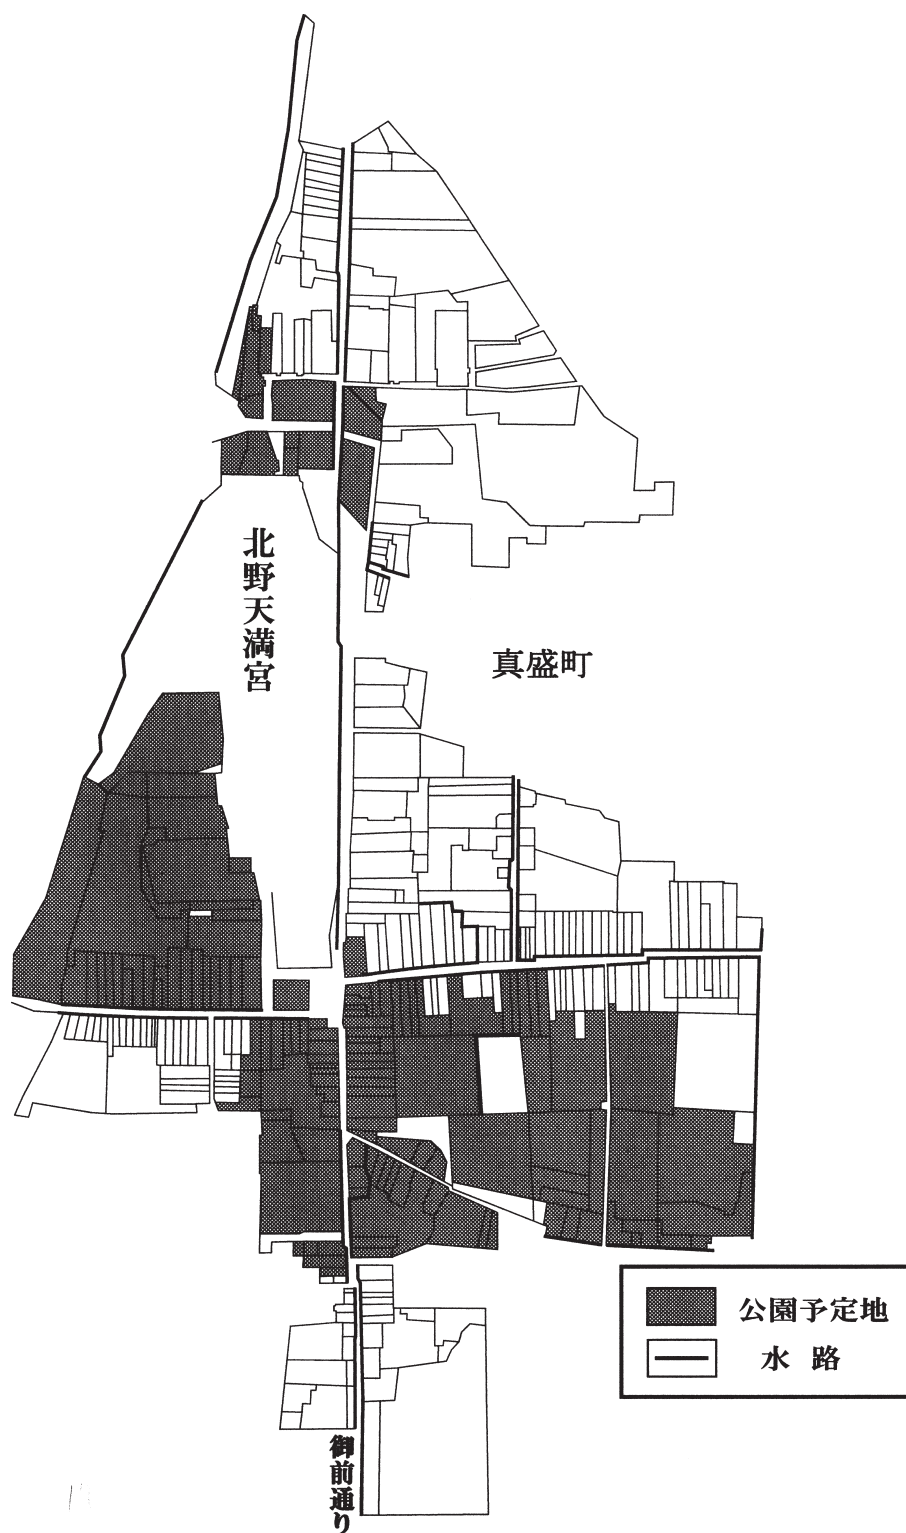 北野天満宮
真盛町
公園予定地
水路
御前通り